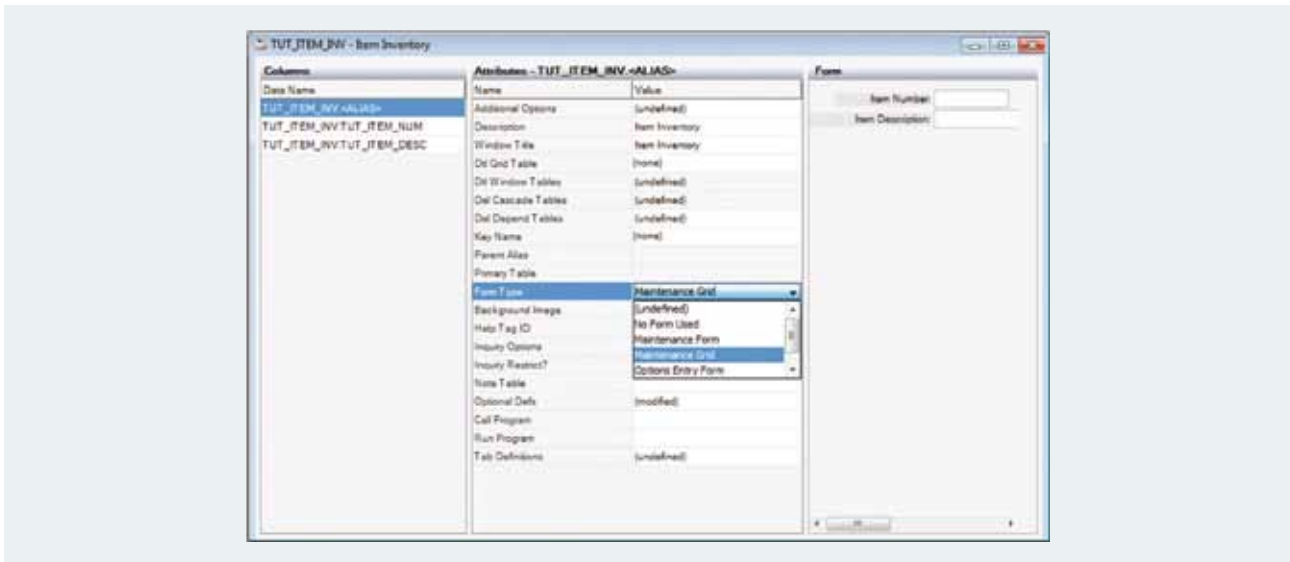 TUT_ITEM_INV - Item Inventory
Columns
Data Name
TUT_ITEM_INV.<ALIAS>
TUT_ITEM_INV.TUT_ITEM_NUM
TUT_ITEM_INV.TUT_ITEM_DESC
Attributes - TUT_ITEM_INV.<ALIAS>
Name Value
Additional Options (undefined)
Description Item Inventory
Window Title Item Inventory
Dtl Grid Table (none)
Dtl Window Tables (undefined)
Del Cascade Tables (undefined)
Del Depend Tables (undefined)
Key Name (none)
Parent Alias
Primary Table
Form Type Maintenance Grid
Background Image (undefined)
Help Tag ID No Form Used
Inquiry Options Maintenance Form
Inquiry Restrict? Maintenance Grid
Options Entry Form
Note Table
Optional Defs (modified)
Call Program
Run Program
Tab Definitions (undefined)
Form
Item Number:
Item Description: